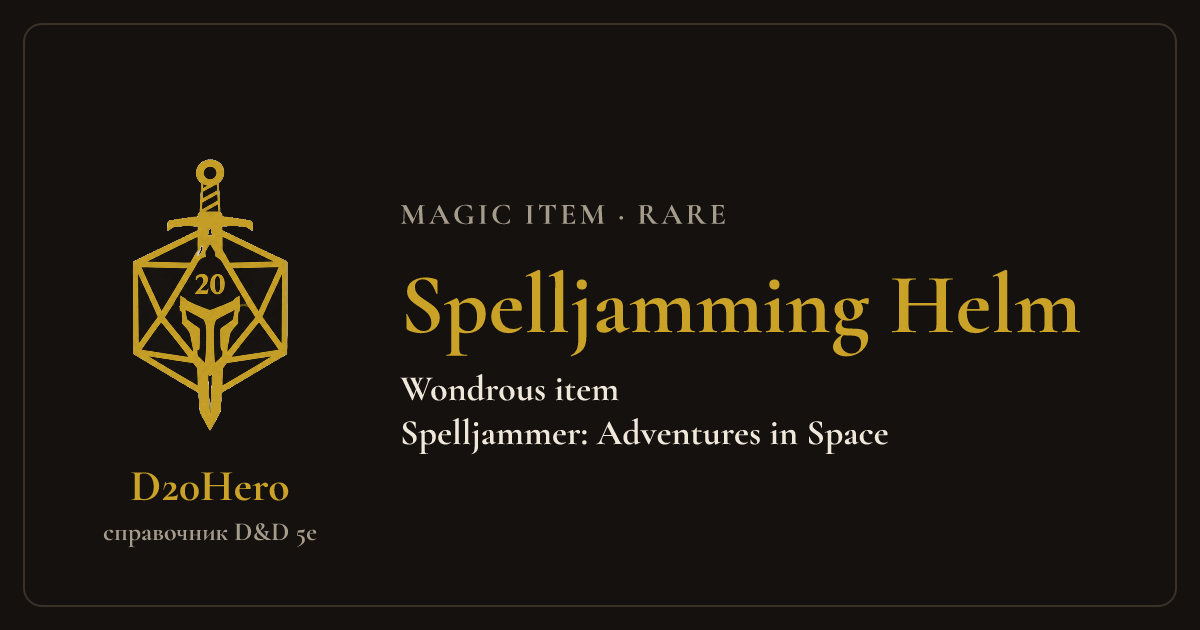 20
D20Hero
справочник D&D 5e
MAGIC ITEM · RARE
Spelljamming Helm
Wondrous item
Spelljammer: Adventures in Space